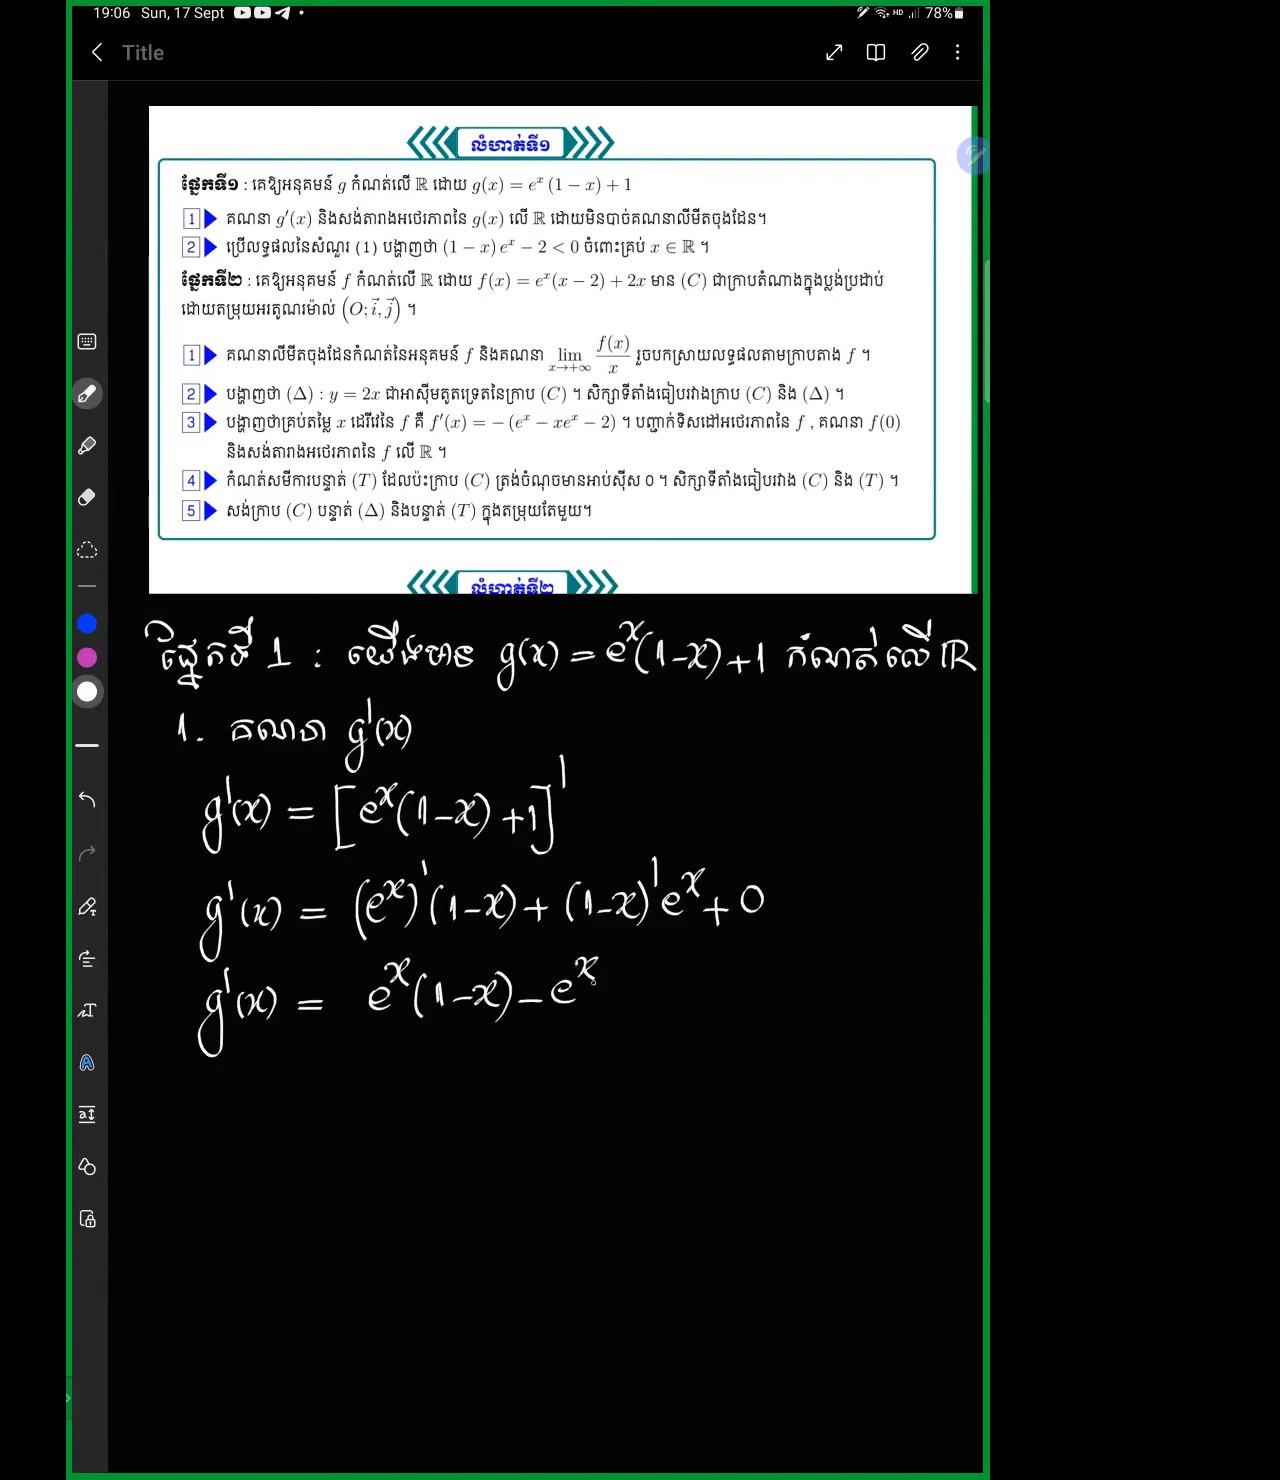 19:06 Sun, 17 Sept • HD 78%
Title
លំហាត់ទី១
ផ្នែកទី១ : គេឱ្យអនុគមន៍ g កំណត់លើ ℝ ដោយ g(x) = eˣ (1 − x) + 1
1 គណនា g′(x) និងសង់តារាងអថេរភាពនៃ g(x) លើ ℝ ដោយមិនបាច់គណនាលីមីតចុងដែន។
2 ប្រើលទ្ធផលនៃសំណួរ (1) បង្ហាញថា (1 − x) eˣ − 2 < 0 ចំពោះគ្រប់ x ∈ ℝ ។
ផ្នែកទី២ : គេឱ្យអនុគមន៍ f កំណត់លើ ℝ ដោយ f(x) = eˣ(x − 2) + 2x មាន (C) ជាក្រាបតំណាងក្នុងប្លង់ប្រដាប់
ដោយតម្រុយអរតូណរម៉ាល់ (O; i⃗, j⃗) ។
1 គណនាលីមីតចុងដែនកំណត់នៃអនុគមន៍ f និងគណនា lim x→+∞ f(x)/x រួចបកស្រាយលទ្ធផលតាមក្រាបតាង f ។
2 បង្ហាញថា (Δ) : y = 2x ជាអាស៊ីមតូតទ្រេតនៃក្រាប (C) ។ សិក្សាទីតាំងធៀបរវាងក្រាប (C) និង (Δ) ។
3 បង្ហាញថាគ្រប់តម្លៃ x ដេរីវេនៃ f គឺ f′(x) = − (eˣ − xeˣ − 2) ។ បញ្ជាក់ទិសដៅអថេរភាពនៃ f , គណនា f(0)
និងសង់តារាងអថេរភាពនៃ f លើ ℝ ។
4 កំណត់សមីការបន្ទាត់ (T) ដែលប៉ះក្រាប (C) ត្រង់ចំណុចមានអាប់ស៊ីស 0 ។ សិក្សាទីតាំងធៀបរវាង (C) និង (T) ។
5 សង់ក្រាប (C) បន្ទាត់ (Δ) និងបន្ទាត់ (T) ក្នុងតម្រុយតែមួយ។
លំហាត់ទី២
ផ្នែកទី 1 : យើងមាន g(x) = eˣ(1−x)+1 កំណត់លើ ℝ
1. គណនា g'(x)
g'(x) = [eˣ(1−x) +1]'
g'(x) = (eˣ)'(1−x) + (1−x)'eˣ + 0
g'(x) = eˣ(1−x) − eˣ